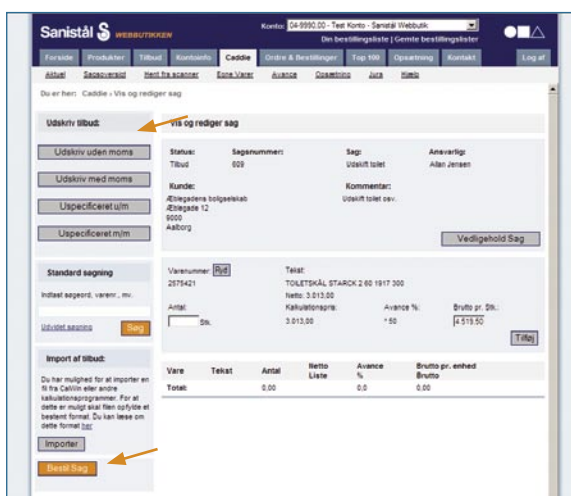 Sanistål S WEBBUTIKKEN
Konto: 04-9990.00 - Test Konto - Sanistål Webbutik
Din bestillingsliste | Gemte bestillingslister
Forside Produkter Tilbud Kontoinfo Caddie Ordre & Bestillinger Top 100 Opsætning Kontakt Log af
Aktuel Sagsoversigt Hent fra scanner Egne Varer Avance Opsætning Jura Hjælp
Du er her: Caddie › Vis og rediger sag
Udskriv tilbud:
Udskriv uden moms
Udskriv med moms
Uspecificeret u/m
Uspecificeret m/m
Standard søgning
Indtast søgeord, varenr., mv.
Udvidet søgning Søg
Import af tilbud:
Du har mulighed for at importer en
fil fra CalWin eller andre
kalkulationsprogrammer. For at
dette er muligt skal filen opfylde et
bestemt format. Du kan læse om
dette format her
Importer
Bestil Sag
Vis og rediger sag
Status: Sagsnummer: Sag: Ansvarlig:
Tilbud 609 Udskift toilet Allan Jensen
Kunde: Kommentar:
Æblegadens boligselskab Udskift toilet osv.
Æblegade 12
9000
Aalborg
Vedligehold Sag
Varenummer: Ryd Tekst:
2575421 TOILETSKÅL STARCK 2 60 1917 300
Netto: 3.013,00
Antal: Kalkulationspris: Avance %: Brutto pr. Stk.:
Stk. 3.013,00 * 50 4.519,50
Tilføj
Vare Tekst Antal Netto Liste Avance % Brutto pr. enhed Brutto
Total: 0,00 0,0 0,00